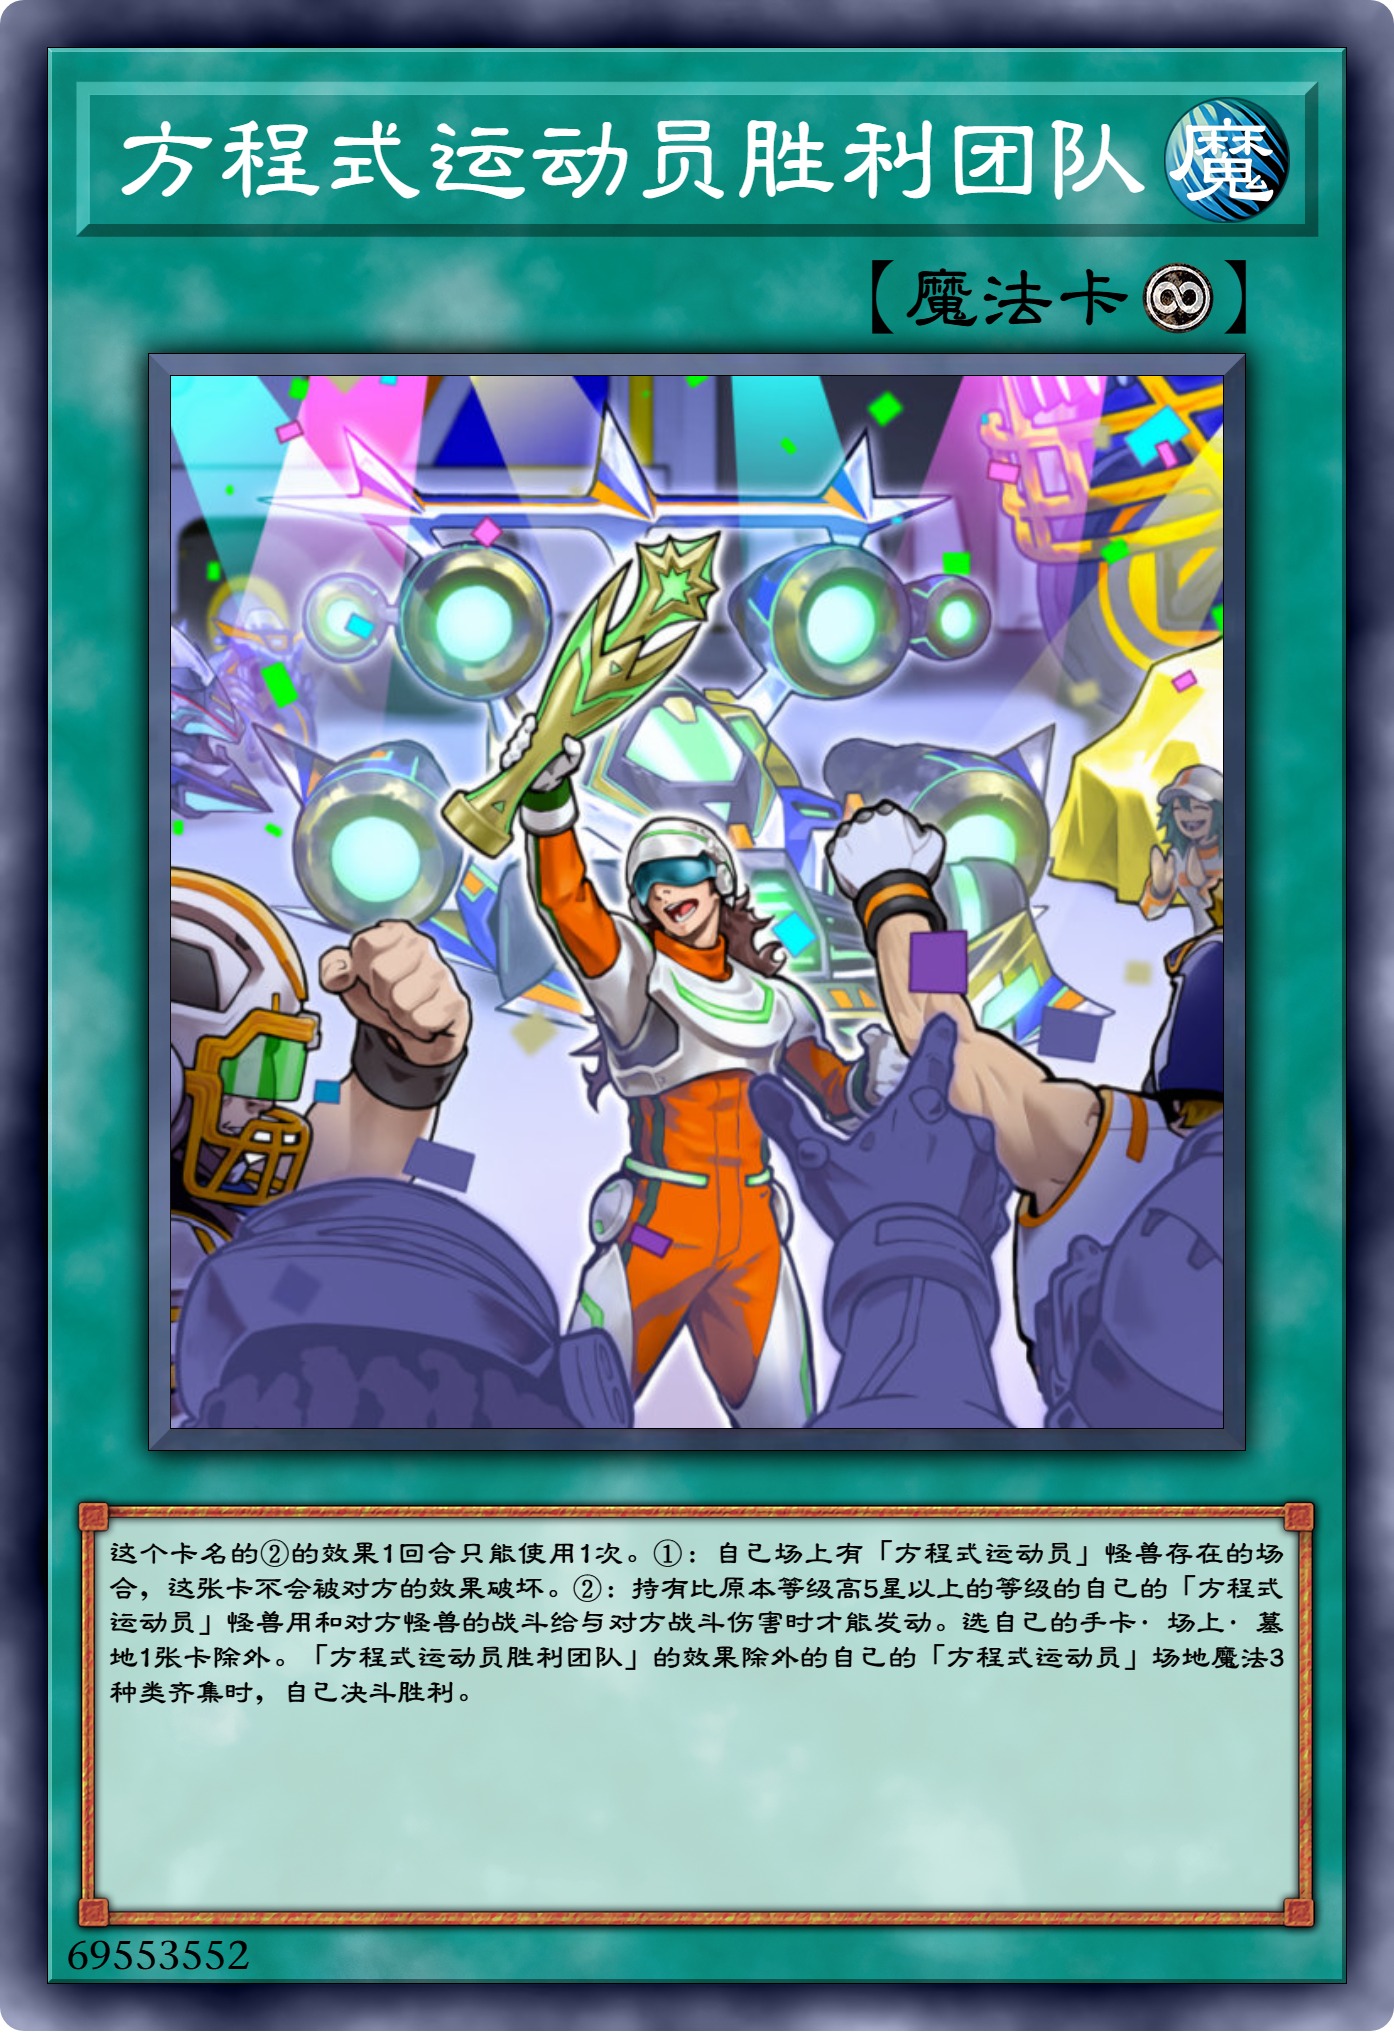 方程式运动员胜利团队 魔
【魔法卡♾】
这个卡名的②的效果1回合只能使用1次。①：自己场上有「方程式运动员」怪兽存在的场
合，这张卡不会被对方的效果破坏。②：持有比原本等级高5星以上的等级的自己的「方程式
运动员」怪兽用和对方怪兽的战斗给与对方战斗伤害时才能发动。选自己的手卡·场上·墓
地1张卡除外。「方程式运动员胜利团队」的效果除外的自己的「方程式运动员」场地魔法3
种类齐集时，自己决斗胜利。
69553552